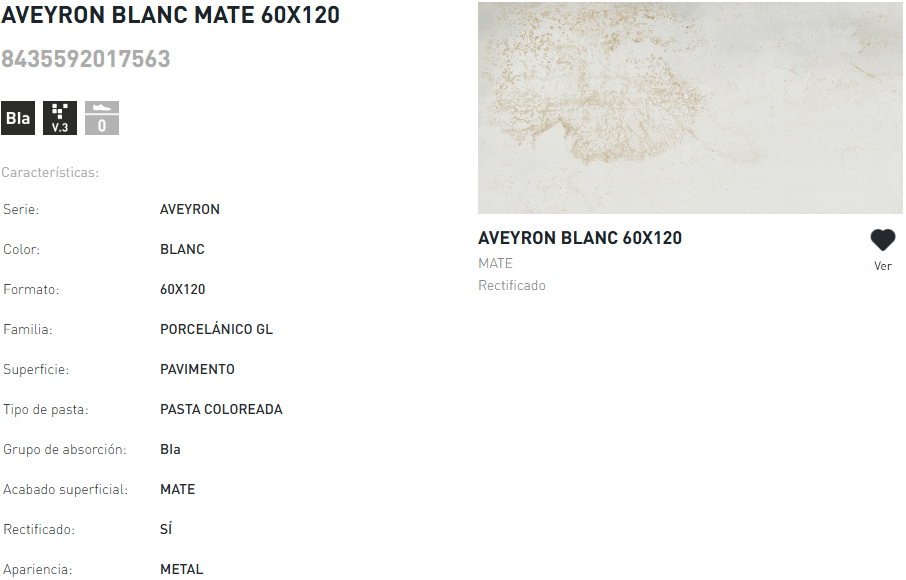 AVEYRON BLANC MATE 60X120
8435592017563
BIa
V.3
0
Características:
Serie: AVEYRON
Color: BLANC
Formato: 60X120
Familia: PORCELÁNICO GL
Superficie: PAVIMENTO
Tipo de pasta: PASTA COLOREADA
Grupo de absorción: BIa
Acabado superficial: MATE
Rectificado: SÍ
Apariencia: METAL
AVEYRON BLANC 60X120
MATE
Rectificado
Ver